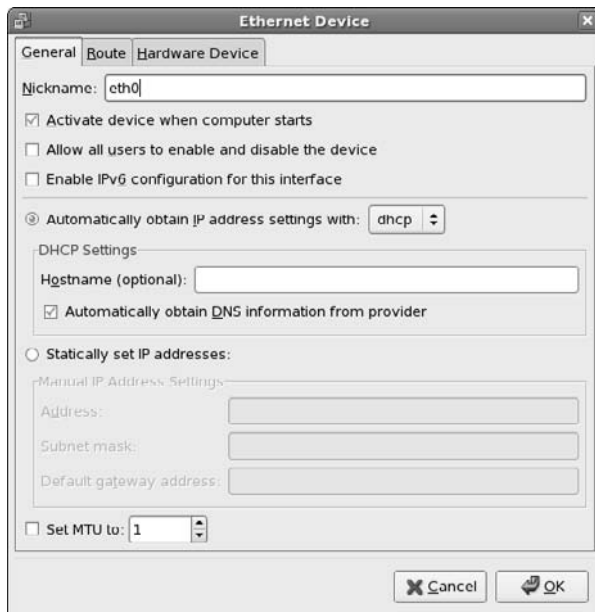 Ethernet Device
General Route Hardware Device
Nickname: eth0
Activate device when computer starts
Allow all users to enable and disable the device
Enable IPv6 configuration for this interface
Automatically obtain IP address settings with: dhcp
DHCP Settings
Hostname (optional):
Automatically obtain DNS information from provider
Statically set IP addresses:
Manual IP Address Settings
Address:
Subnet mask:
Default gateway address:
Set MTU to: 1
Cancel OK